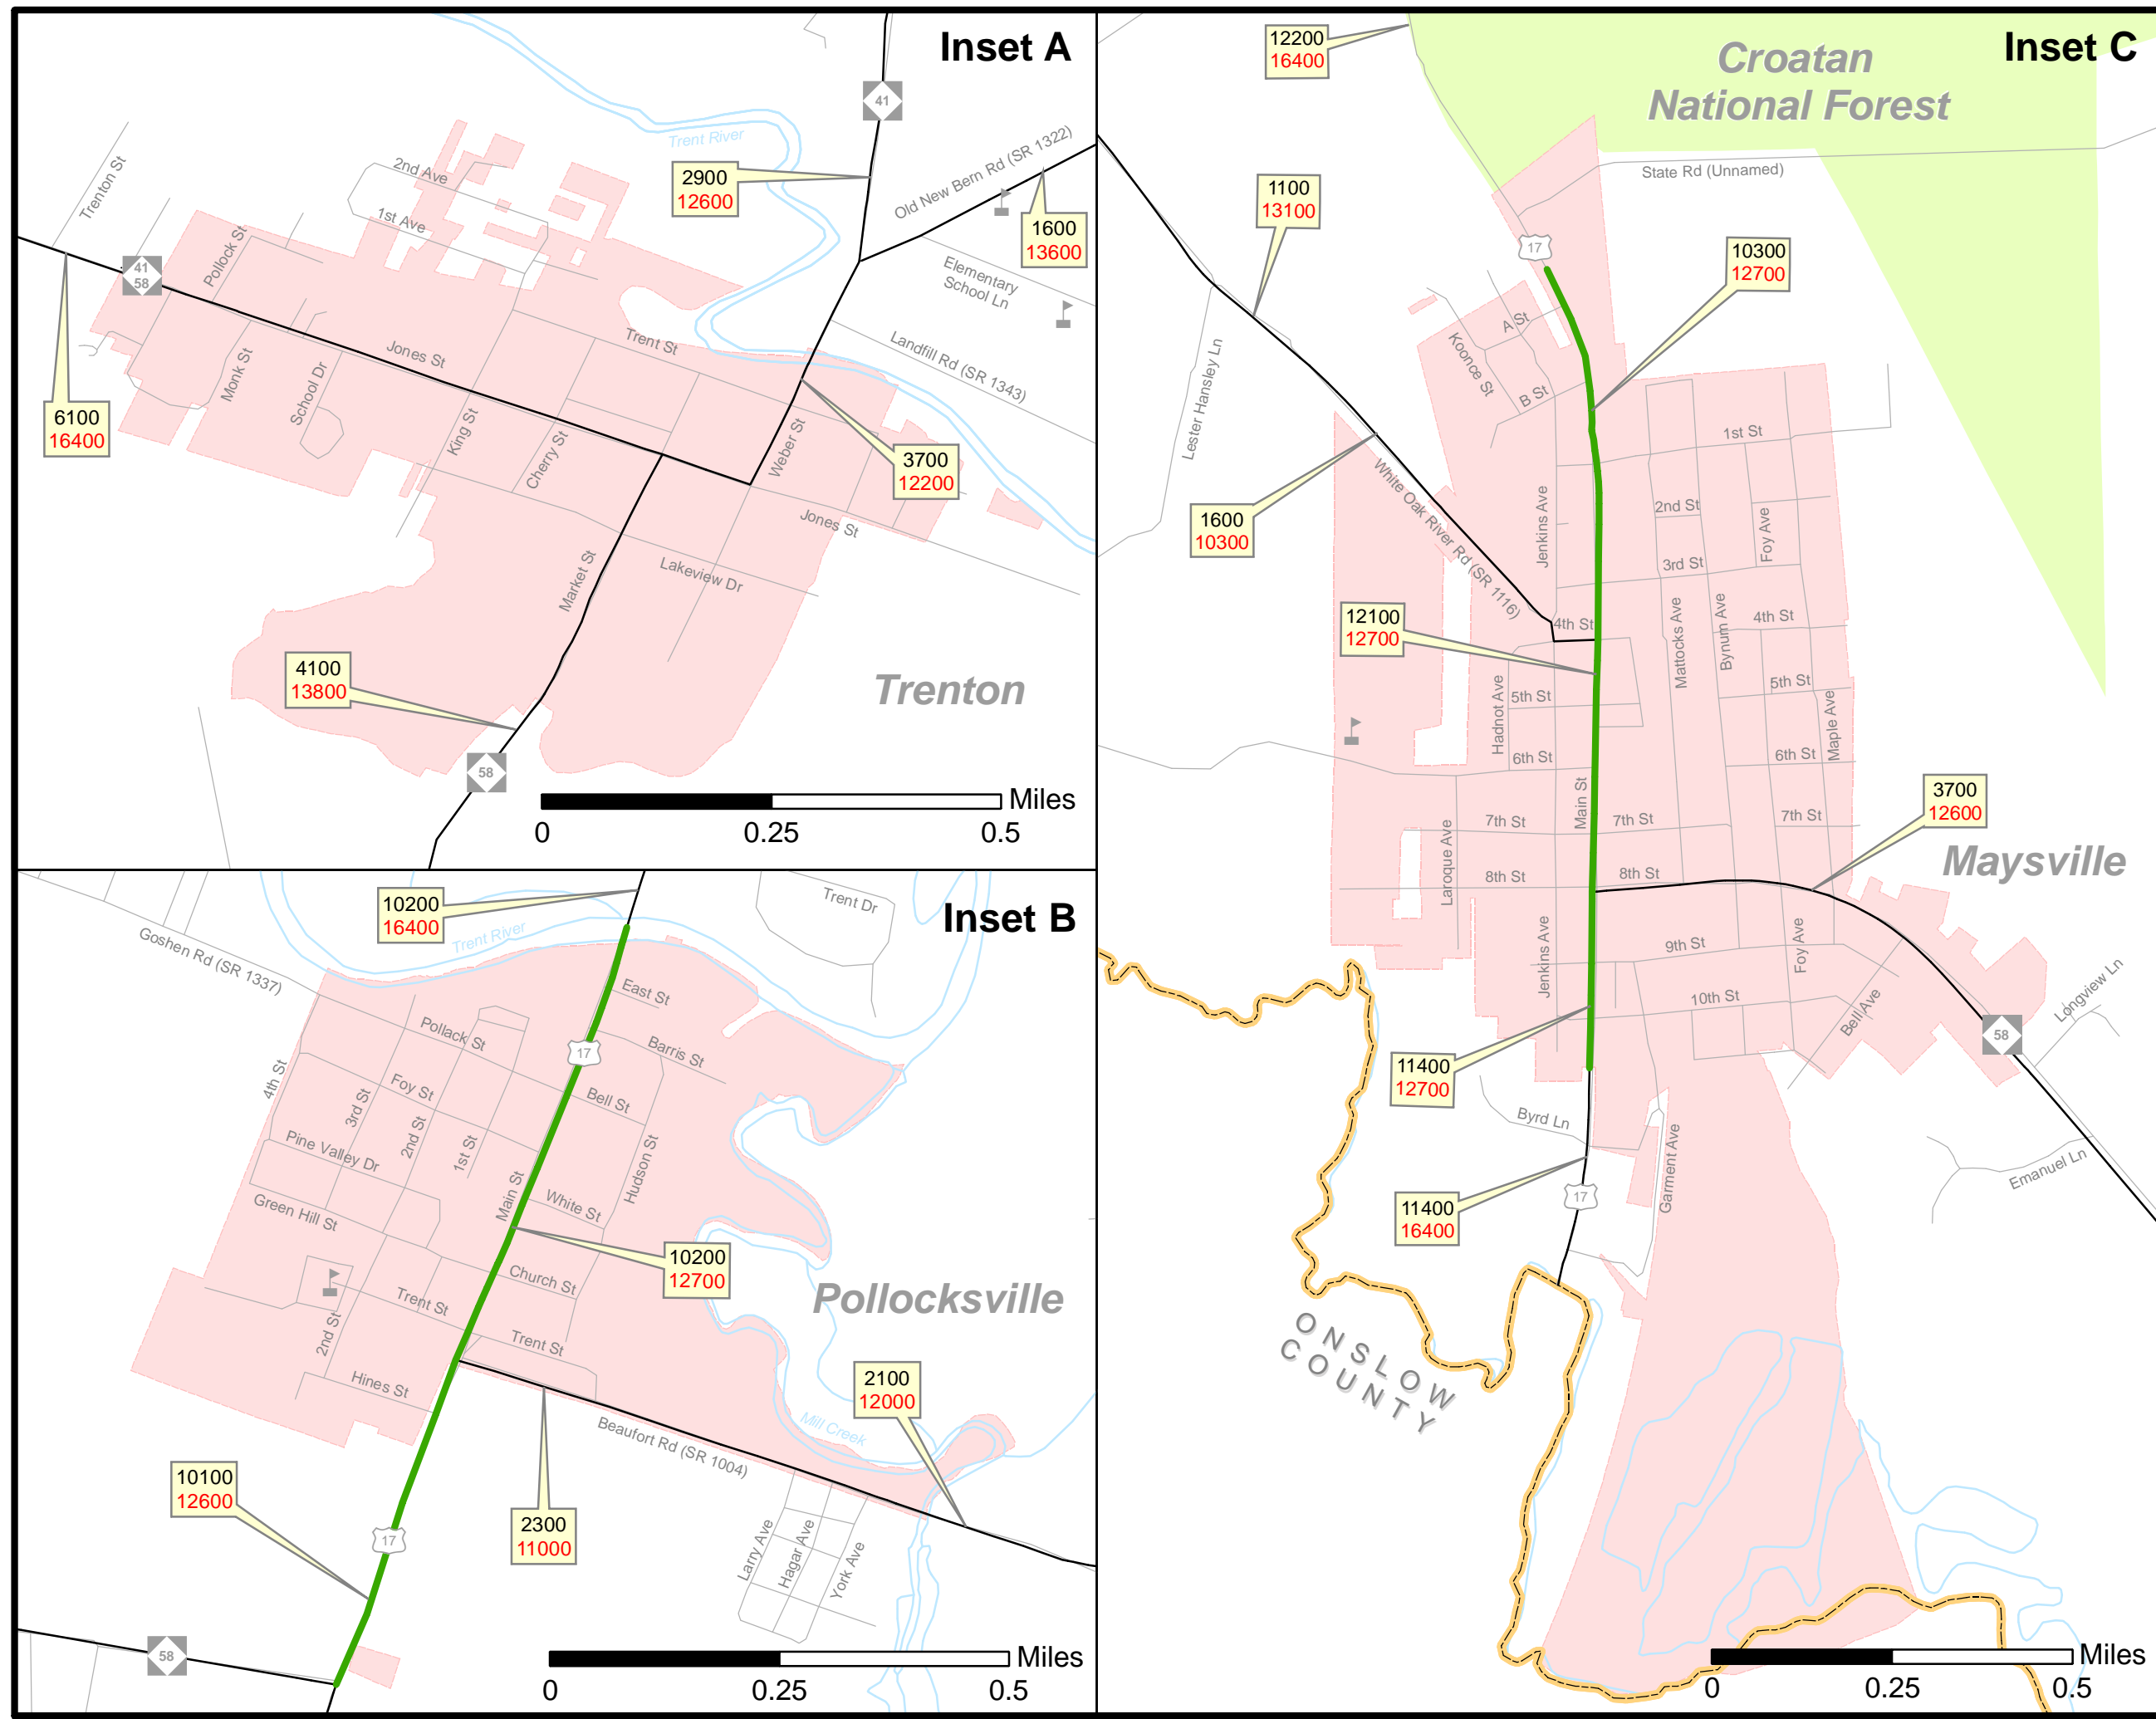 Inset A
41
Trent River
Old New Bern Rd (SR 1322)
2900
12600
1600
13600
Trenton St
2nd Ave
1st Ave
Pollock St
41
58
Elementary
School Ln
Landfill Rd (SR 1343)
Trent St
Jones St
Monk St
School Dr
King St
Cherry St
Weber St
6100
16400
3700
12200
Jones St
Lakeview Dr
Market St
4100
13800
Trenton
58
Miles
0
0.25
0.5
Inset B
10200
16400
Trent River
Trent Dr
Goshen Rd (SR 1337)
East St
Pollack St
17
Barris St
4th St
3rd St
Foy St
2nd St
1st St
Bell St
Pine Valley Dr
Hudson St
Green Hill St
Main St
White St
10200
12700
Church St
Pollocksville
Trent St
2nd St
Trent St
Hines St
2100
12000
Mill Creek
Beaufort Rd (SR 1004)
10100
12600
2300
11000
17
Larry Ave
Hagar Ave
York Ave
58
Miles
0
0.25
0.5
Inset C
12200
16400
Croatan
National Forest
State Rd (Unnamed)
1100
13100
17
10300
12700
A St
Koonce St
B St
Lester Hansley Ln
1st St
White Oak River Rd (SR 1116)
1600
10300
Jenkins Ave
2nd St
Foy Ave
3rd St
12100
12700
4th St
Mattocks Ave
Bynum Ave
4th St
Hadnot Ave
5th St
5th St
Maple Ave
6th St
6th St
Main St
3700
12600
7th St
7th St
7th St
Laroque Ave
8th St
8th St
Maysville
Jenkins Ave
9th St
Foy Ave
10th St
Bell Ave
Longview Ln
58
11400
12700
Byrd Ln
Garment Ave
Emanuel Ln
11400
16400
17
ONSLOW
COUNTY
Miles
0
0.25
0.5